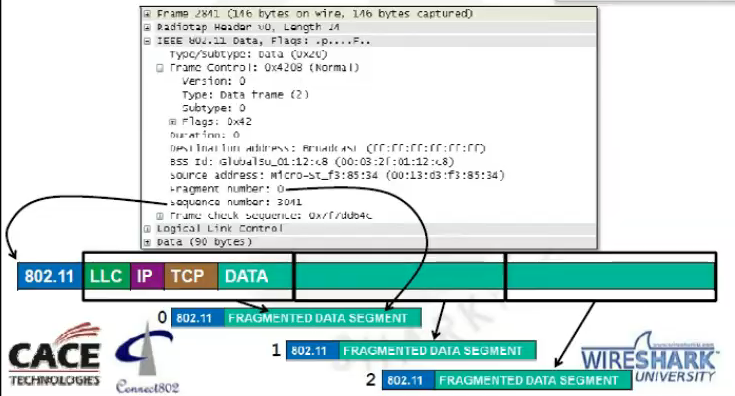 Frame 2841 (146 bytes on wire, 146 bytes captured)
Radiotap Header v0, Length 24
IEEE 802.11 Data, Flags: .p....F..
Type/Subtype: Data (0x20)
Frame Control: 0x4208 (Normal)
Version: 0
Type: Data frame (2)
Subtype: 0
Flags: 0x42
Duration: 0
Destination address: Broadcast (ff:ff:ff:ff:ff:ff)
BSS Id: GlobalSu_01:12:c8 (00:03:2f:01:12:c8)
Source address: Micro-St_f3:85:34 (00:13:d3:f3:85:34)
Fragment number: 0
Sequence number: 3041
Frame check sequence: 0x7f7dd64c
Logical Link Control
Data (90 bytes)
802.11 LLC IP TCP DATA
0 802.11 FRAGMENTED DATA SEGMENT
1 802.11 FRAGMENTED DATA SEGMENT
2 802.11 FRAGMENTED DATA SEGMENT
CACE
TECHNOLOGIES
Connect802
www.wireshark.com
WIRESHARK
UNIVERSITY